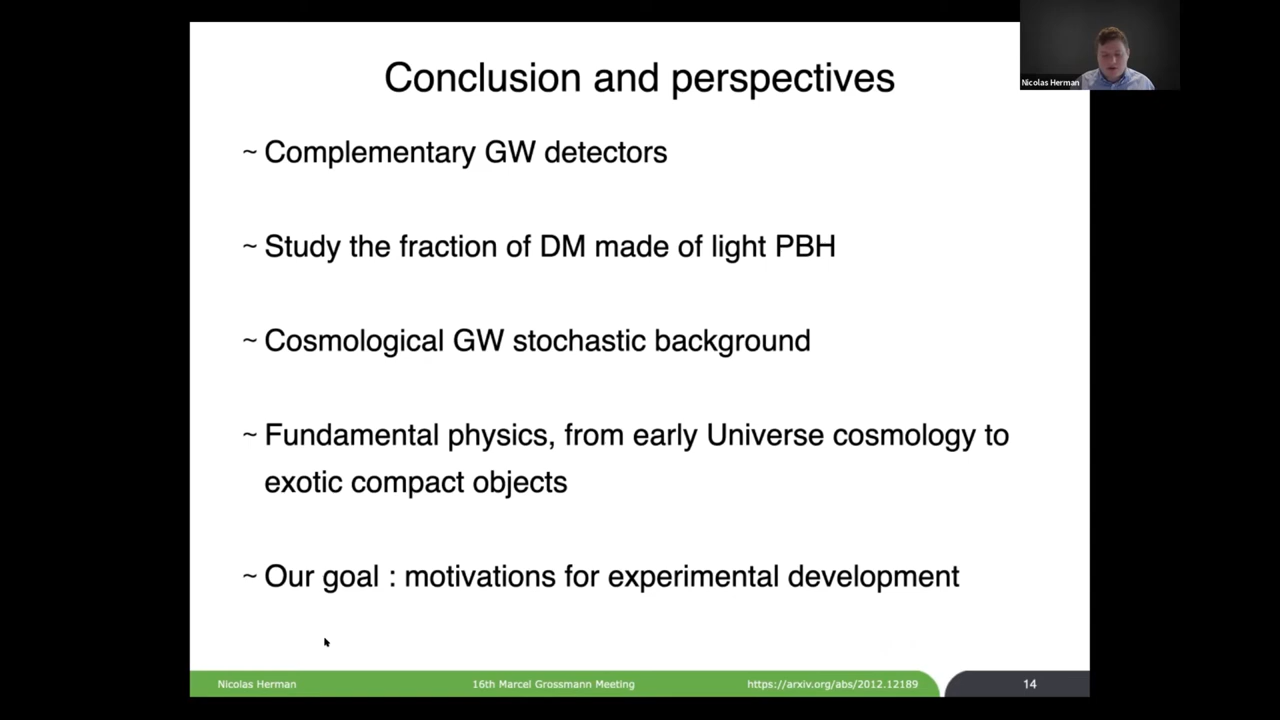 Conclusion and perspectives
Nicolas Herman
~ Complementary GW detectors
~ Study the fraction of DM made of light PBH
~ Cosmological GW stochastic background
~ Fundamental physics, from early Universe cosmology to
exotic compact objects
~ Our goal : motivations for experimental development
Nicolas Herman
16th Marcel Grossmann Meeting
https://arxiv.org/abs/2012.12189
14